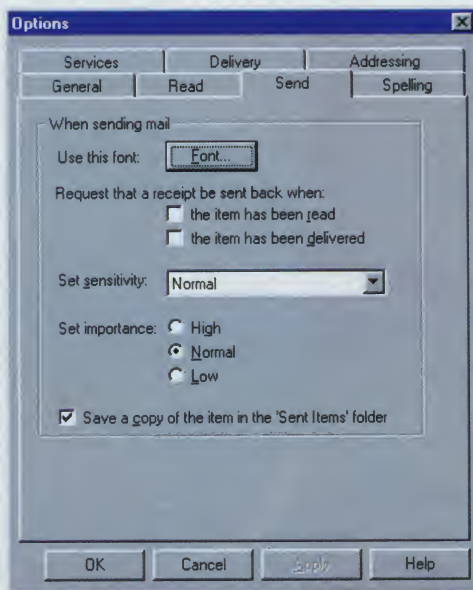 Options
Services Delivery Addressing
General Read Send Spelling
When sending mail
Use this font: Font...
Request that a receipt be sent back when:
the item has been read
the item has been delivered
Set sensitivity: Normal
Set importance: High
Normal
Low
Save a copy of the item in the 'Sent Items' folder
OK Cancel Apply Help